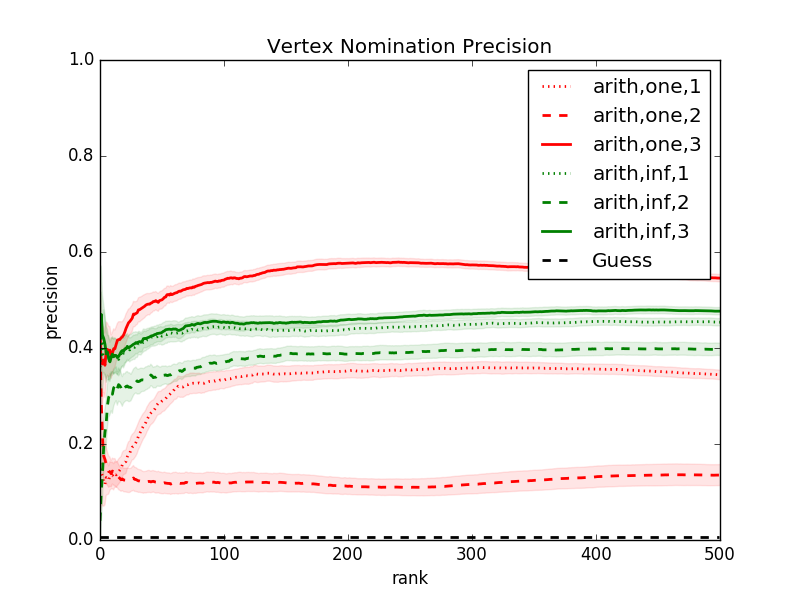 Vertex Nomination Precision
1.0
0.8
0.6
0.4
0.2
0.0
precision
arith,one,1
arith,one,2
arith,one,3
arith,inf,1
arith,inf,2
arith,inf,3
Guess
0 100 200 300 400 500
rank